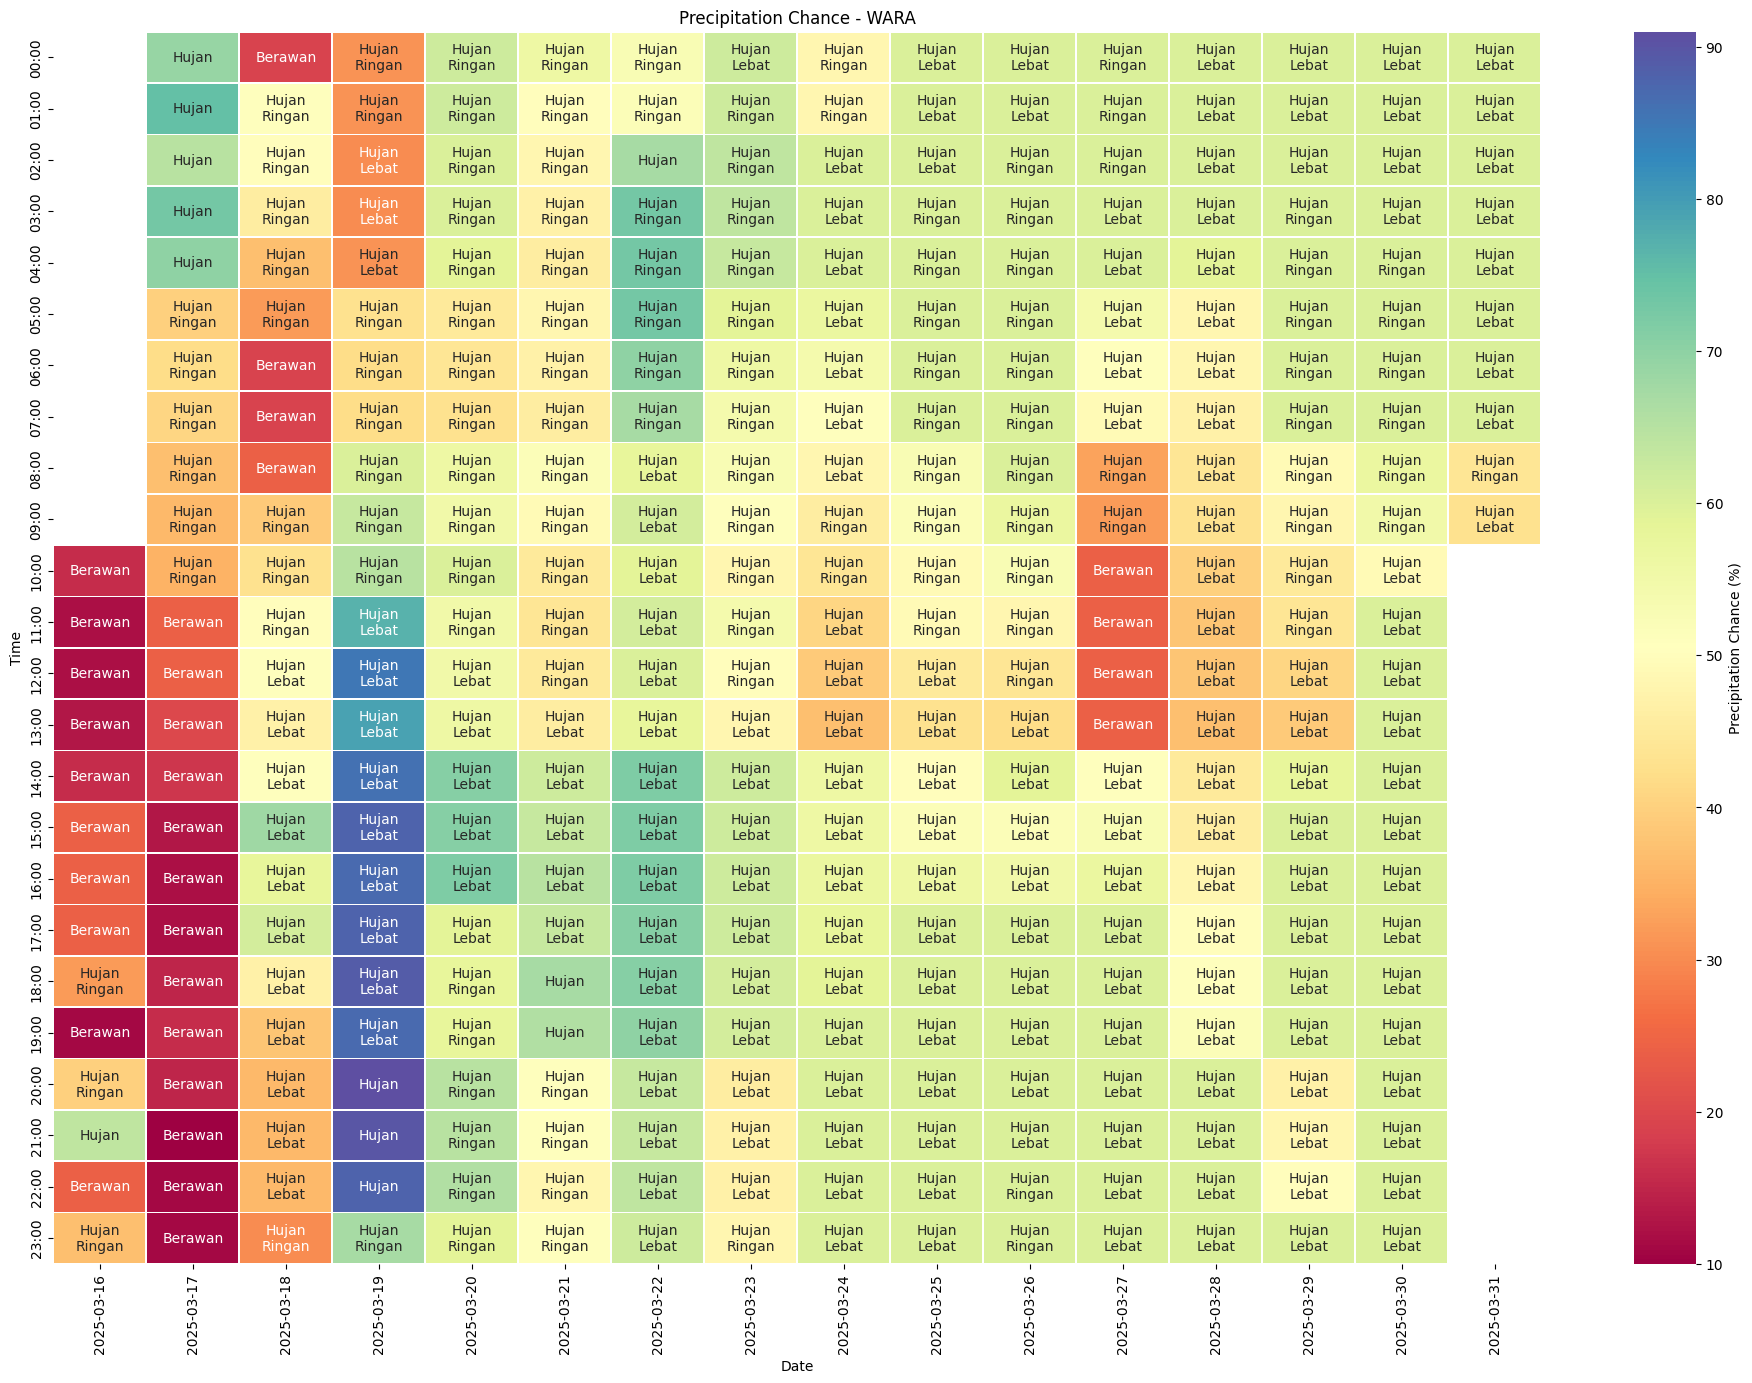 Precipitation Chance - WARA
00:00 Hujan Berawan Hujan Ringan Hujan Ringan Hujan Ringan Hujan Ringan Hujan Lebat Hujan Ringan Hujan Lebat Hujan Lebat Hujan Ringan Hujan Lebat Hujan Lebat Hujan Lebat Hujan Lebat
01:00 Hujan Hujan Ringan Hujan Ringan Hujan Ringan Hujan Ringan Hujan Ringan Hujan Ringan Hujan Ringan Hujan Lebat Hujan Lebat Hujan Ringan Hujan Lebat Hujan Lebat Hujan Lebat Hujan Lebat
02:00 Hujan Hujan Ringan Hujan Lebat Hujan Ringan Hujan Ringan Hujan Hujan Ringan Hujan Lebat Hujan Lebat Hujan Ringan Hujan Ringan Hujan Lebat Hujan Lebat Hujan Lebat Hujan Lebat
03:00 Hujan Hujan Ringan Hujan Lebat Hujan Ringan Hujan Ringan Hujan Ringan Hujan Ringan Hujan Lebat Hujan Ringan Hujan Ringan Hujan Lebat Hujan Lebat Hujan Ringan Hujan Lebat Hujan Lebat
04:00 Hujan Hujan Ringan Hujan Lebat Hujan Ringan Hujan Ringan Hujan Ringan Hujan Ringan Hujan Lebat Hujan Ringan Hujan Ringan Hujan Lebat Hujan Lebat Hujan Ringan Hujan Ringan Hujan Lebat
05:00 Hujan Ringan Hujan Ringan Hujan Ringan Hujan Ringan Hujan Ringan Hujan Ringan Hujan Ringan Hujan Lebat Hujan Ringan Hujan Ringan Hujan Lebat Hujan Lebat Hujan Ringan Hujan Ringan Hujan Lebat
06:00 Hujan Ringan Berawan Hujan Ringan Hujan Ringan Hujan Ringan Hujan Ringan Hujan Ringan Hujan Lebat Hujan Ringan Hujan Ringan Hujan Lebat Hujan Lebat Hujan Ringan Hujan Ringan Hujan Lebat
07:00 Hujan Ringan Berawan Hujan Ringan Hujan Ringan Hujan Ringan Hujan Ringan Hujan Ringan Hujan Lebat Hujan Ringan Hujan Ringan Hujan Lebat Hujan Lebat Hujan Ringan Hujan Ringan Hujan Lebat
08:00 Hujan Ringan Berawan Hujan Ringan Hujan Ringan Hujan Ringan Hujan Lebat Hujan Ringan Hujan Lebat Hujan Ringan Hujan Ringan Hujan Ringan Hujan Lebat Hujan Ringan Hujan Ringan Hujan Ringan
09:00 Hujan Ringan Hujan Ringan Hujan Ringan Hujan Ringan Hujan Ringan Hujan Lebat Hujan Ringan Hujan Ringan Hujan Ringan Hujan Ringan Hujan Ringan Hujan Lebat Hujan Ringan Hujan Ringan Hujan Lebat
10:00 Berawan Hujan Ringan Hujan Ringan Hujan Ringan Hujan Ringan Hujan Ringan Hujan Lebat Hujan Ringan Hujan Ringan Hujan Ringan Hujan Ringan Berawan Hujan Lebat Hujan Ringan Hujan Lebat
11:00 Berawan Berawan Hujan Ringan Hujan Lebat Hujan Ringan Hujan Ringan Hujan Lebat Hujan Ringan Hujan Lebat Hujan Ringan Hujan Ringan Berawan Hujan Lebat Hujan Ringan Hujan Lebat
12:00 Berawan Berawan Hujan Lebat Hujan Lebat Hujan Lebat Hujan Ringan Hujan Lebat Hujan Ringan Hujan Lebat Hujan Lebat Hujan Ringan Berawan Hujan Lebat Hujan Lebat Hujan Lebat
13:00 Berawan Berawan Hujan Lebat Hujan Lebat Hujan Lebat Hujan Lebat Hujan Lebat Hujan Lebat Hujan Lebat Hujan Lebat Hujan Lebat Berawan Hujan Lebat Hujan Lebat Hujan Lebat
14:00 Berawan Berawan Hujan Lebat Hujan Lebat Hujan Lebat Hujan Lebat Hujan Lebat Hujan Lebat Hujan Lebat Hujan Lebat Hujan Lebat Hujan Lebat Hujan Lebat Hujan Lebat Hujan Lebat
15:00 Berawan Berawan Hujan Lebat Hujan Lebat Hujan Lebat Hujan Lebat Hujan Lebat Hujan Lebat Hujan Lebat Hujan Lebat Hujan Lebat Hujan Lebat Hujan Lebat Hujan Lebat Hujan Lebat
16:00 Berawan Berawan Hujan Lebat Hujan Lebat Hujan Lebat Hujan Lebat Hujan Lebat Hujan Lebat Hujan Lebat Hujan Lebat Hujan Lebat Hujan Lebat Hujan Lebat Hujan Lebat Hujan Lebat
17:00 Berawan Berawan Hujan Lebat Hujan Lebat Hujan Lebat Hujan Lebat Hujan Lebat Hujan Lebat Hujan Lebat Hujan Lebat Hujan Lebat Hujan Lebat Hujan Lebat Hujan Lebat Hujan Lebat
18:00 Hujan Ringan Berawan Hujan Lebat Hujan Lebat Hujan Ringan Hujan Hujan Lebat Hujan Lebat Hujan Lebat Hujan Lebat Hujan Lebat Hujan Lebat Hujan Lebat Hujan Lebat Hujan Lebat
19:00 Berawan Berawan Hujan Lebat Hujan Lebat Hujan Ringan Hujan Hujan Lebat Hujan Lebat Hujan Lebat Hujan Lebat Hujan Lebat Hujan Lebat Hujan Lebat Hujan Lebat Hujan Lebat
20:00 Hujan Ringan Berawan Hujan Lebat Hujan Hujan Ringan Hujan Ringan Hujan Lebat Hujan Lebat Hujan Lebat Hujan Lebat Hujan Lebat Hujan Lebat Hujan Lebat Hujan Lebat Hujan Lebat
21:00 Hujan Berawan Hujan Lebat Hujan Hujan Ringan Hujan Ringan Hujan Lebat Hujan Lebat Hujan Lebat Hujan Lebat Hujan Lebat Hujan Lebat Hujan Lebat Hujan Lebat Hujan Lebat
22:00 Berawan Berawan Hujan Lebat Hujan Hujan Ringan Hujan Ringan Hujan Lebat Hujan Lebat Hujan Lebat Hujan Lebat Hujan Ringan Hujan Lebat Hujan Lebat Hujan Lebat Hujan Lebat
23:00 Hujan Ringan Berawan Hujan Ringan Hujan Ringan Hujan Ringan Hujan Ringan Hujan Lebat Hujan Ringan Hujan Lebat Hujan Lebat Hujan Ringan Hujan Lebat Hujan Lebat Hujan Lebat Hujan Lebat
Time
2025-03-16 2025-03-17 2025-03-18 2025-03-19 2025-03-20 2025-03-21 2025-03-22 2025-03-23 2025-03-24 2025-03-25 2025-03-26 2025-03-27 2025-03-28 2025-03-29 2025-03-30 2025-03-31
Date
90
80
70
60
50
40
30
20
10
Precipitation Chance (%)